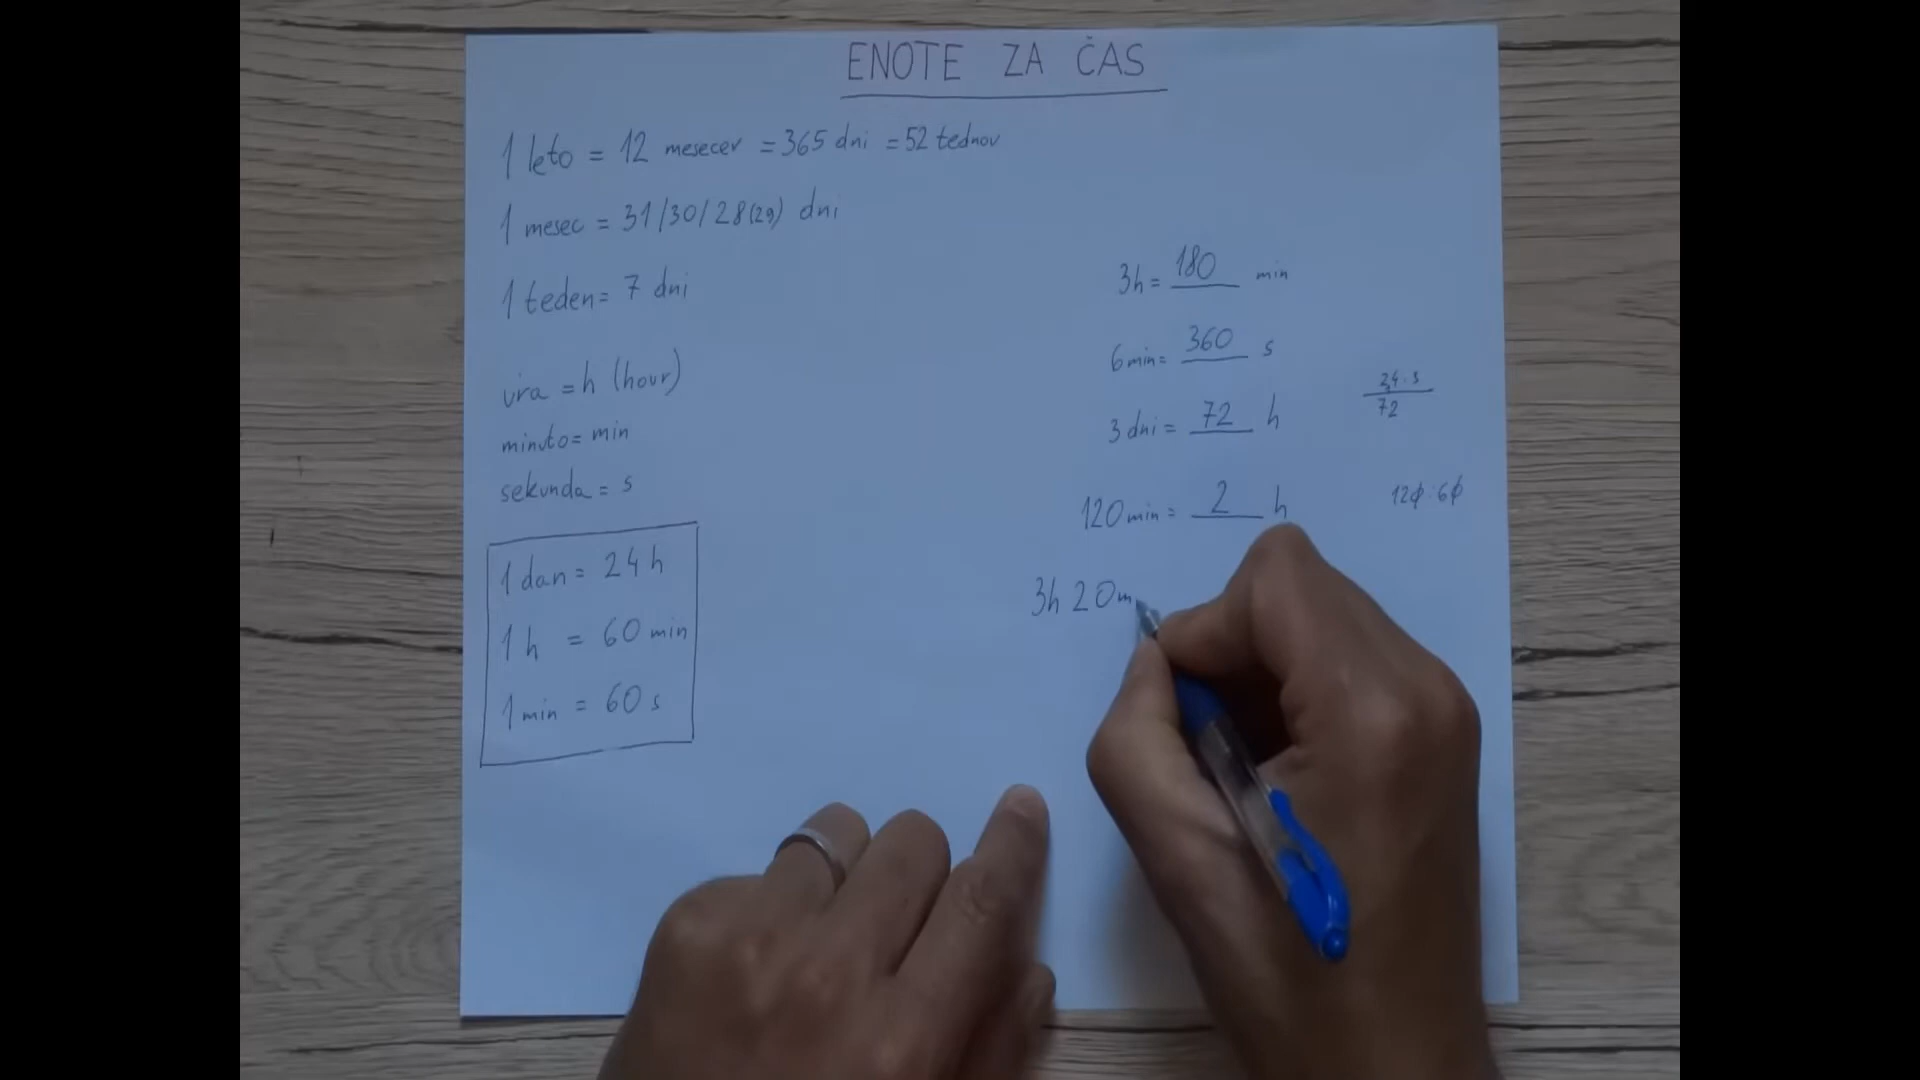 ENOTE ZA ČAS
1 leto = 12 mesecev = 365 dni = 52 tednov
1 mesec = 31/30/28(29) dni
1 teden = 7 dni
ura = h (hour)
minuta = min
sekunda = s
1 dan = 24 h
1 h = 60 min
1 min = 60 s
3h = 180 min
6 min = 360 s
3 dni = 72 h
24 · 3
72
120 min = 2 h
120 : 60
3h 20m